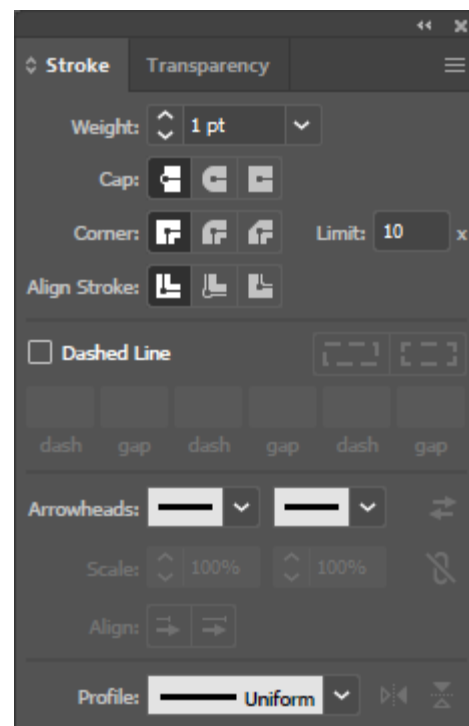 Stroke Transparency
Weight: 1 pt
Cap:
Corner: Limit: 10 x
Align Stroke:
Dashed Line
dash gap dash gap dash gap
Arrowheads:
Scale: 100% 100%
Align:
Profile: Uniform